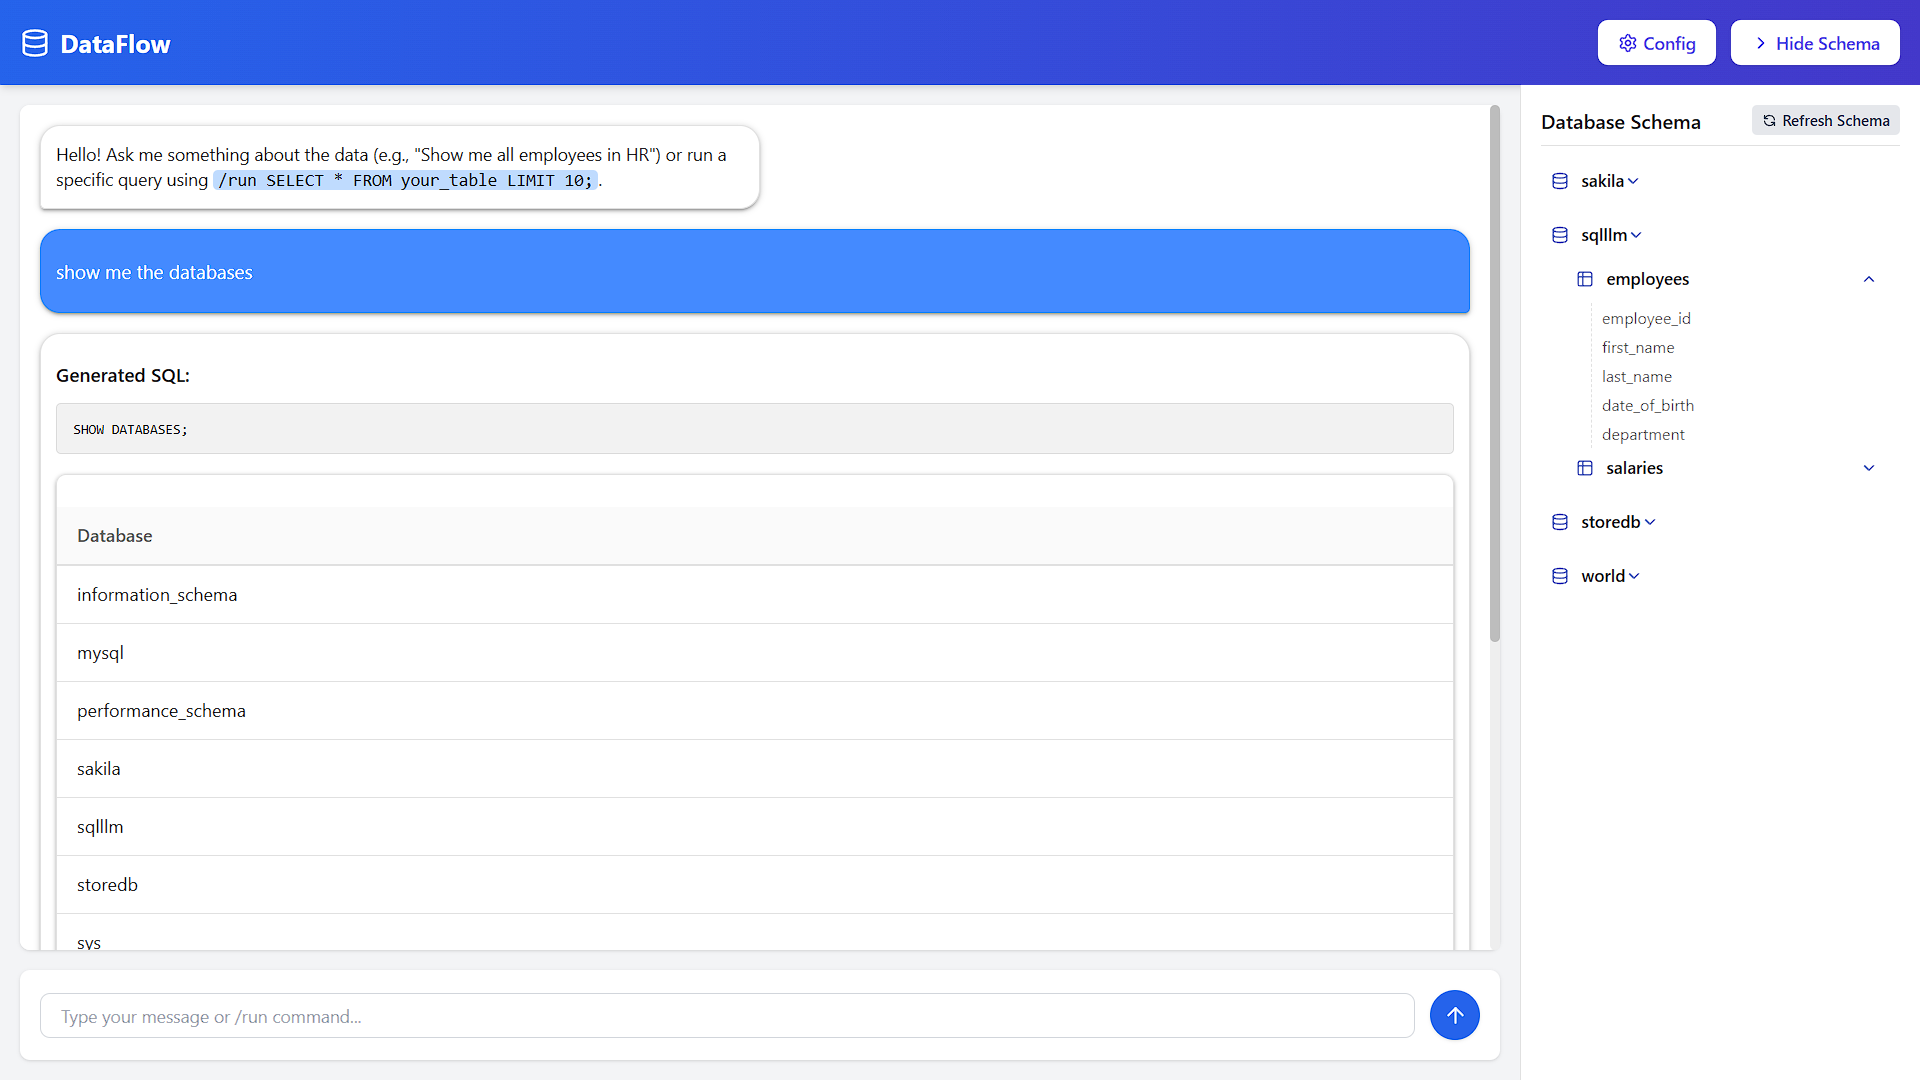 DataFlow
Config
Hide Schema
Hello! Ask me something about the data (e.g., "Show me all employees in HR") or run a
specific query using /run SELECT * FROM your_table LIMIT 10;.
show me the databases
Generated SQL:
SHOW DATABASES;
Database
information_schema
mysql
performance_schema
sakila
sqlllm
storedb
sys
Type your message or /run command...
Database Schema
Refresh Schema
sakila
sqlllm
employees
employee_id
first_name
last_name
date_of_birth
department
salaries
storedb
world